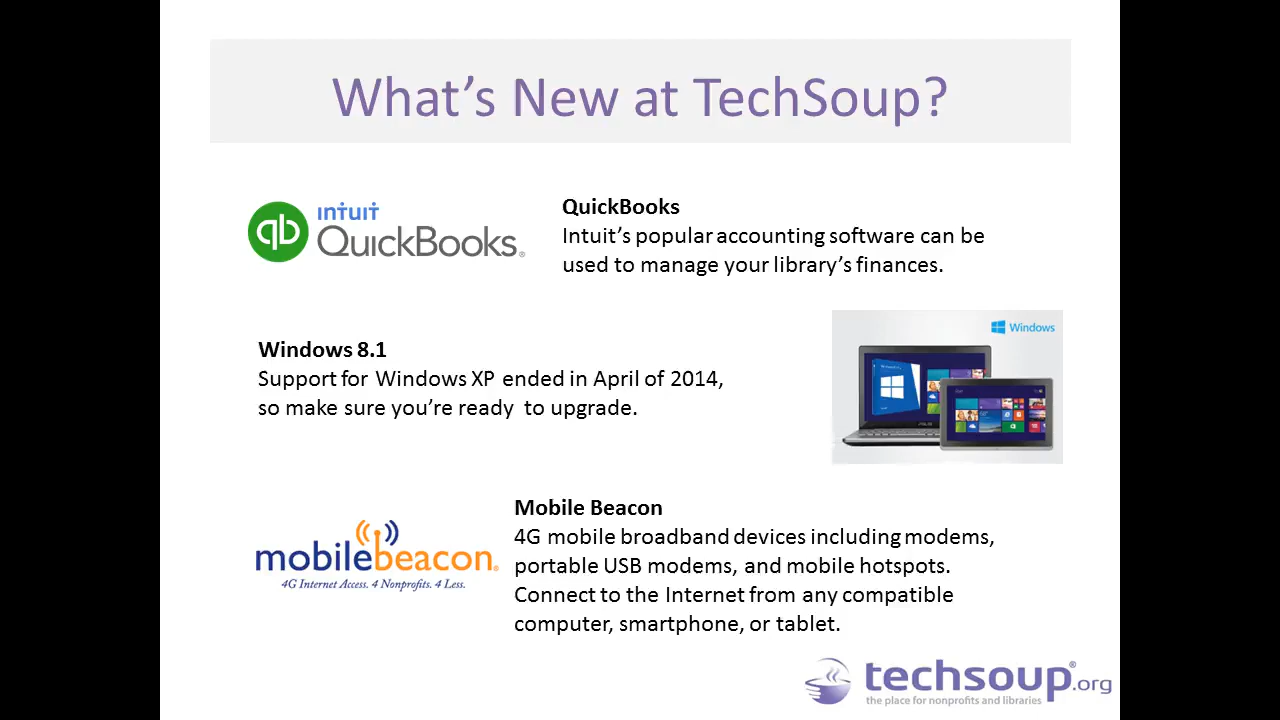 What's New at TechSoup?
qb
ıntuıt
QuickBooks®
QuickBooks
Intuit's popular accounting software can be
used to manage your library's finances.
Windows
Windows 8.1
Support for Windows XP ended in April of 2014,
so make sure you're ready to upgrade.
mobilebeacon®
4G Internet Access. 4 Nonprofits. 4 Less.
Mobile Beacon
4G mobile broadband devices including modems,
portable USB modems, and mobile hotspots.
Connect to the Internet from any compatible
computer, smartphone, or tablet.
techsoup®.org
the place for nonprofits and libraries